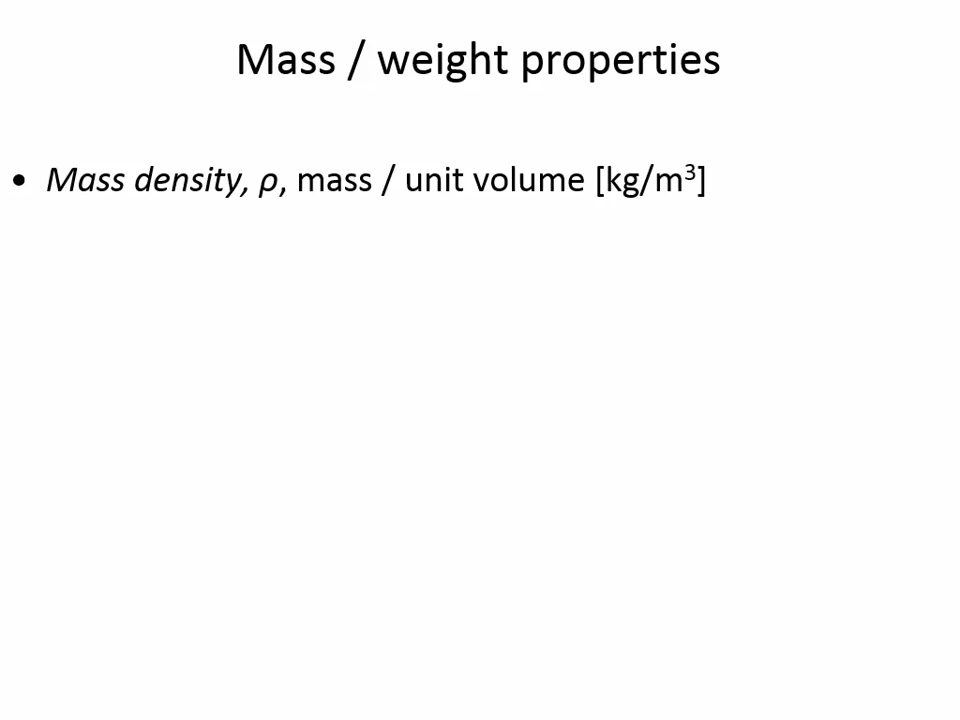 Mass / weight properties
• Mass density, ρ, mass / unit volume [kg/m³]